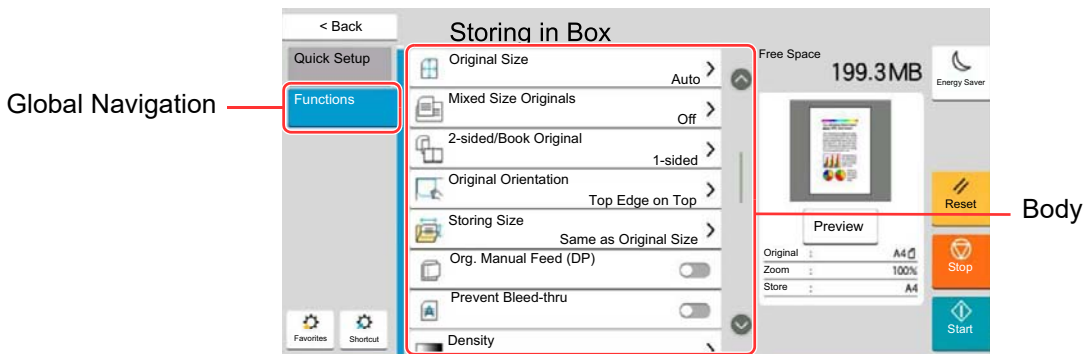 < Back
Storing in Box
Quick Setup
Functions
Global Navigation
Original Size
Auto
Mixed Size Originals
Off
2-sided/Book Original
1-sided
Original Orientation
Top Edge on Top
Storing Size
Same as Original Size
Org. Manual Feed (DP)
Prevent Bleed-thru
Density
Free Space
199.3MB
Preview
Original : A4
Zoom : 100%
Store : A4
Energy Saver
Reset
Body
Stop
Start
Favorites
Shortcut